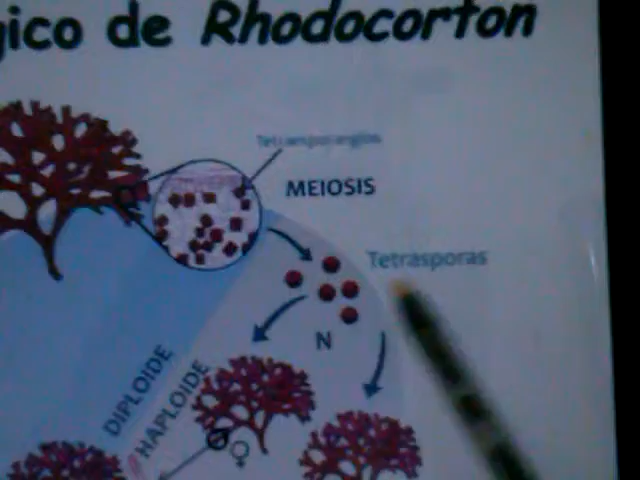 gico de Rhodocorton
Tetrasporangios
MEIOSIS
Tetrasporas
N
DIPLOIDE
HAPLOIDE
♀